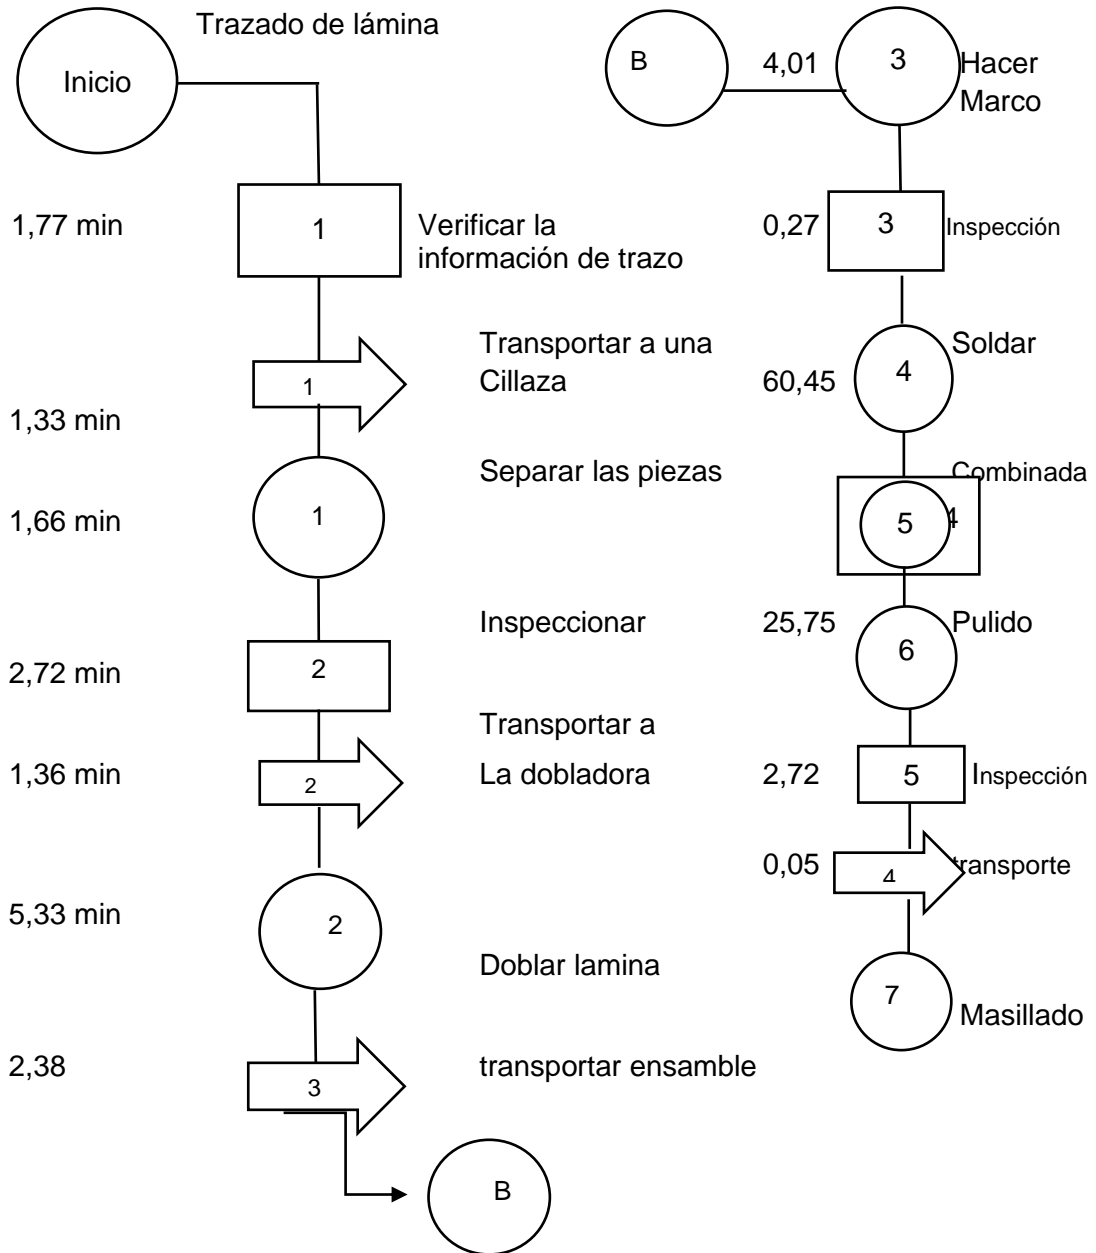 Trazado de lámina
Inicio
1,77 min
1
Verificar la
información de trazo
1
Transportar a una
Cillaza
1,33 min
Separar las piezas
1,66 min
1
Inspeccionar
2,72 min
2
Transportar a
1,36 min
2
La dobladora
5,33 min
2
Doblar lamina
2,38
3
transportar ensamble
B
B
4,01
3
Hacer
Marco
0,27
3
Inspección
Soldar
60,45
4
Combinada
5
4
25,75
Pulido
6
2,72
5
Inspección
0,05
4
transporte
7
Masillado